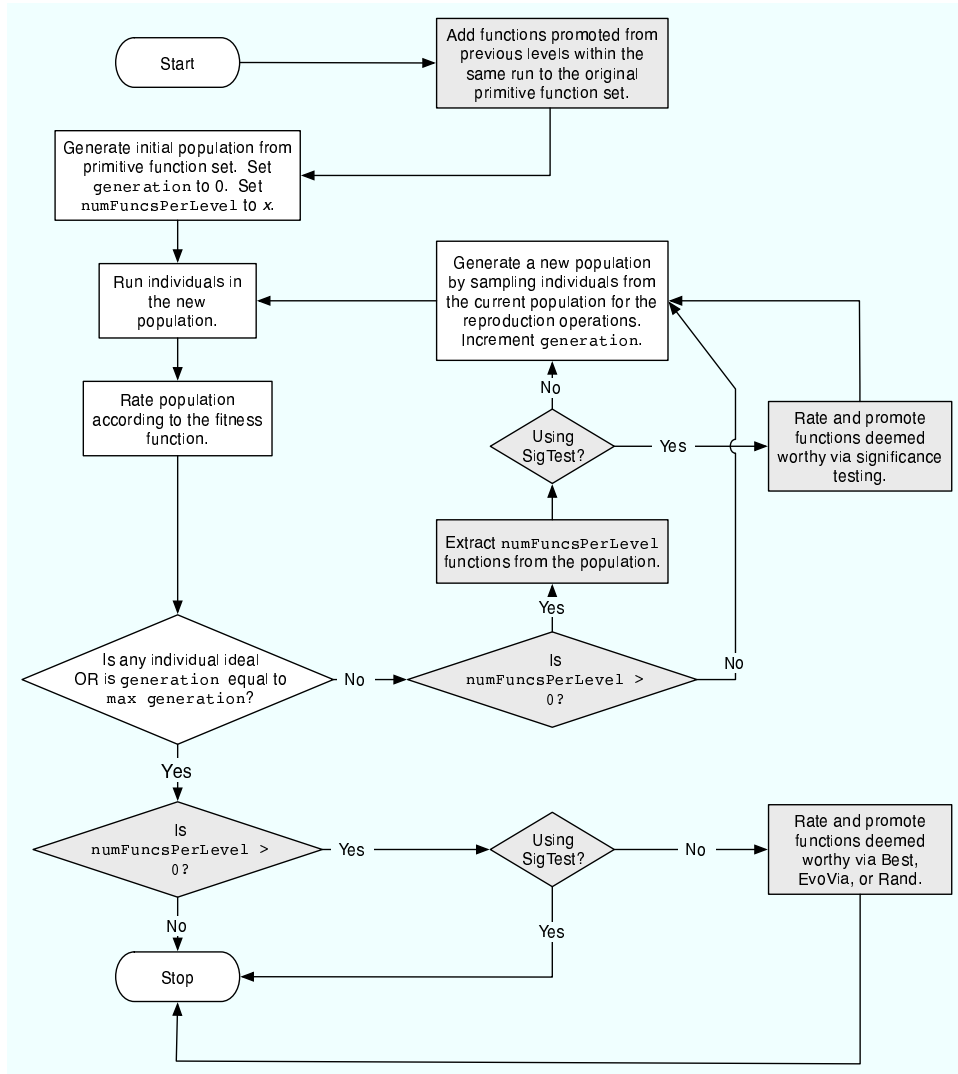 Start
Add functions promoted from
previous levels within the
same run to the original
primitive function set.
Generate initial population from
primitive function set. Set
generation to 0. Set
numFuncsPerLevel to x.
Run individuals in
the new
population.
Generate a new population
by sampling individuals from
the current population for the
reproduction operations.
Increment generation.
Rate population
according to the fitness
function.
No
Using
SigTest?
Yes
Rate and promote
functions deemed
worthy via significance
testing.
Extract numFuncsPerLevel
functions from the population.
Yes
Is any individual ideal
OR is generation equal to
max generation?
No
Is
numFuncsPerLevel >
0?
No
Yes
Is
numFuncsPerLevel >
0?
Yes
Using
SigTest?
No
Rate and promote
functions deemed
worthy via Best,
EvoVia, or Rand.
No
Yes
Stop